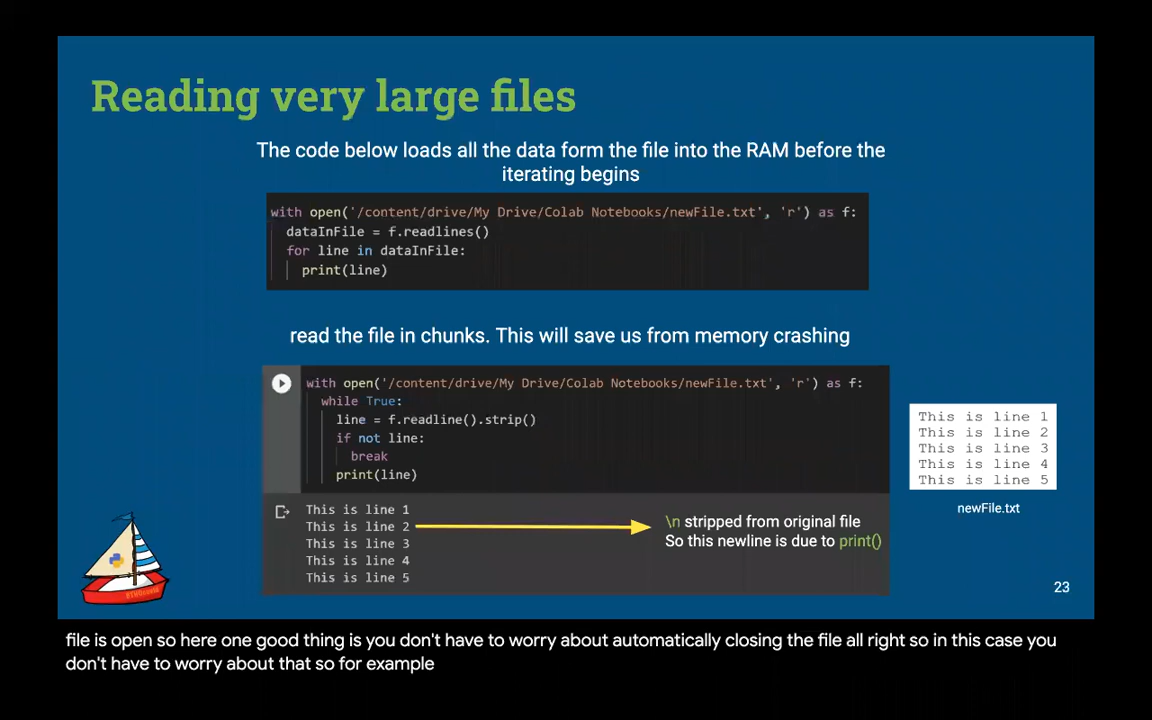 Reading very large files
The code below loads all the data form the file into the RAM before the
iterating begins
with open('/content/drive/My Drive/Colab Notebooks/newFile.txt', 'r') as f:
dataInFile = f.readlines()
for line in dataInFile:
print(line)
read the file in chunks. This will save us from memory crashing
with open('/content/drive/My Drive/Colab Notebooks/newFile.txt', 'r') as f:
while True:
line = f.readline().strip()
if not line:
break
print(line)
This is line 1
This is line 2
This is line 3
This is line 4
This is line 5
\n stripped from original file
So this newline is due to print()
This is line 1
This is line 2
This is line 3
This is line 4
This is line 5
newFile.txt
23
file is open so here one good thing is you don't have to worry about automatically closing the file all right so in this case you
don't have to worry about that so for example